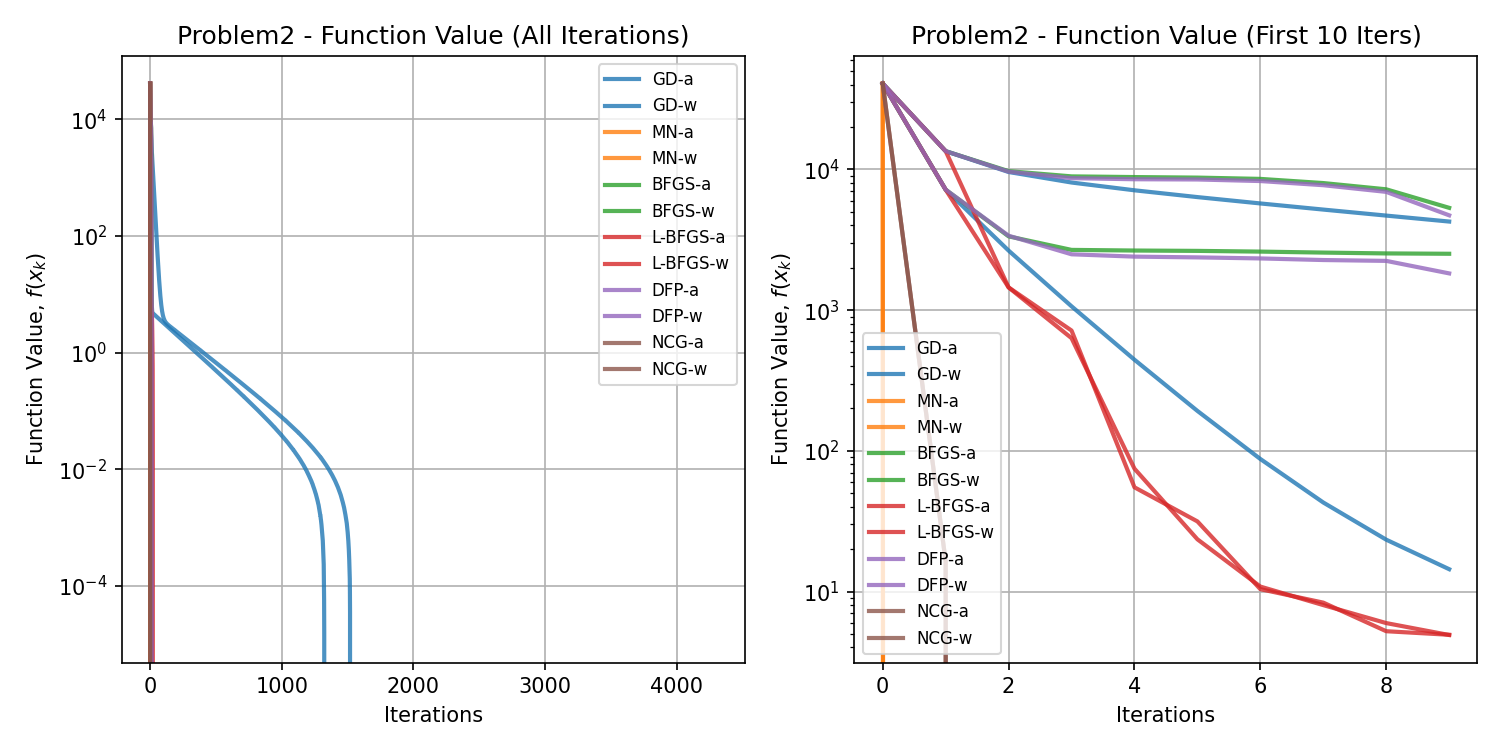 Problem2 - Function Value (All Iterations)
Function Value, f(x_k)
10^4
10^2
10^0
10^−2
10^−4
0
1000
2000
3000
4000
Iterations
GD-a
GD-w
MN-a
MN-w
BFGS-a
BFGS-w
L-BFGS-a
L-BFGS-w
DFP-a
DFP-w
NCG-a
NCG-w
Problem2 - Function Value (First 10 Iters)
Function Value, f(x_k)
10^4
10^3
10^2
10^1
0
2
4
6
8
Iterations
GD-a
GD-w
MN-a
MN-w
BFGS-a
BFGS-w
L-BFGS-a
L-BFGS-w
DFP-a
DFP-w
NCG-a
NCG-w